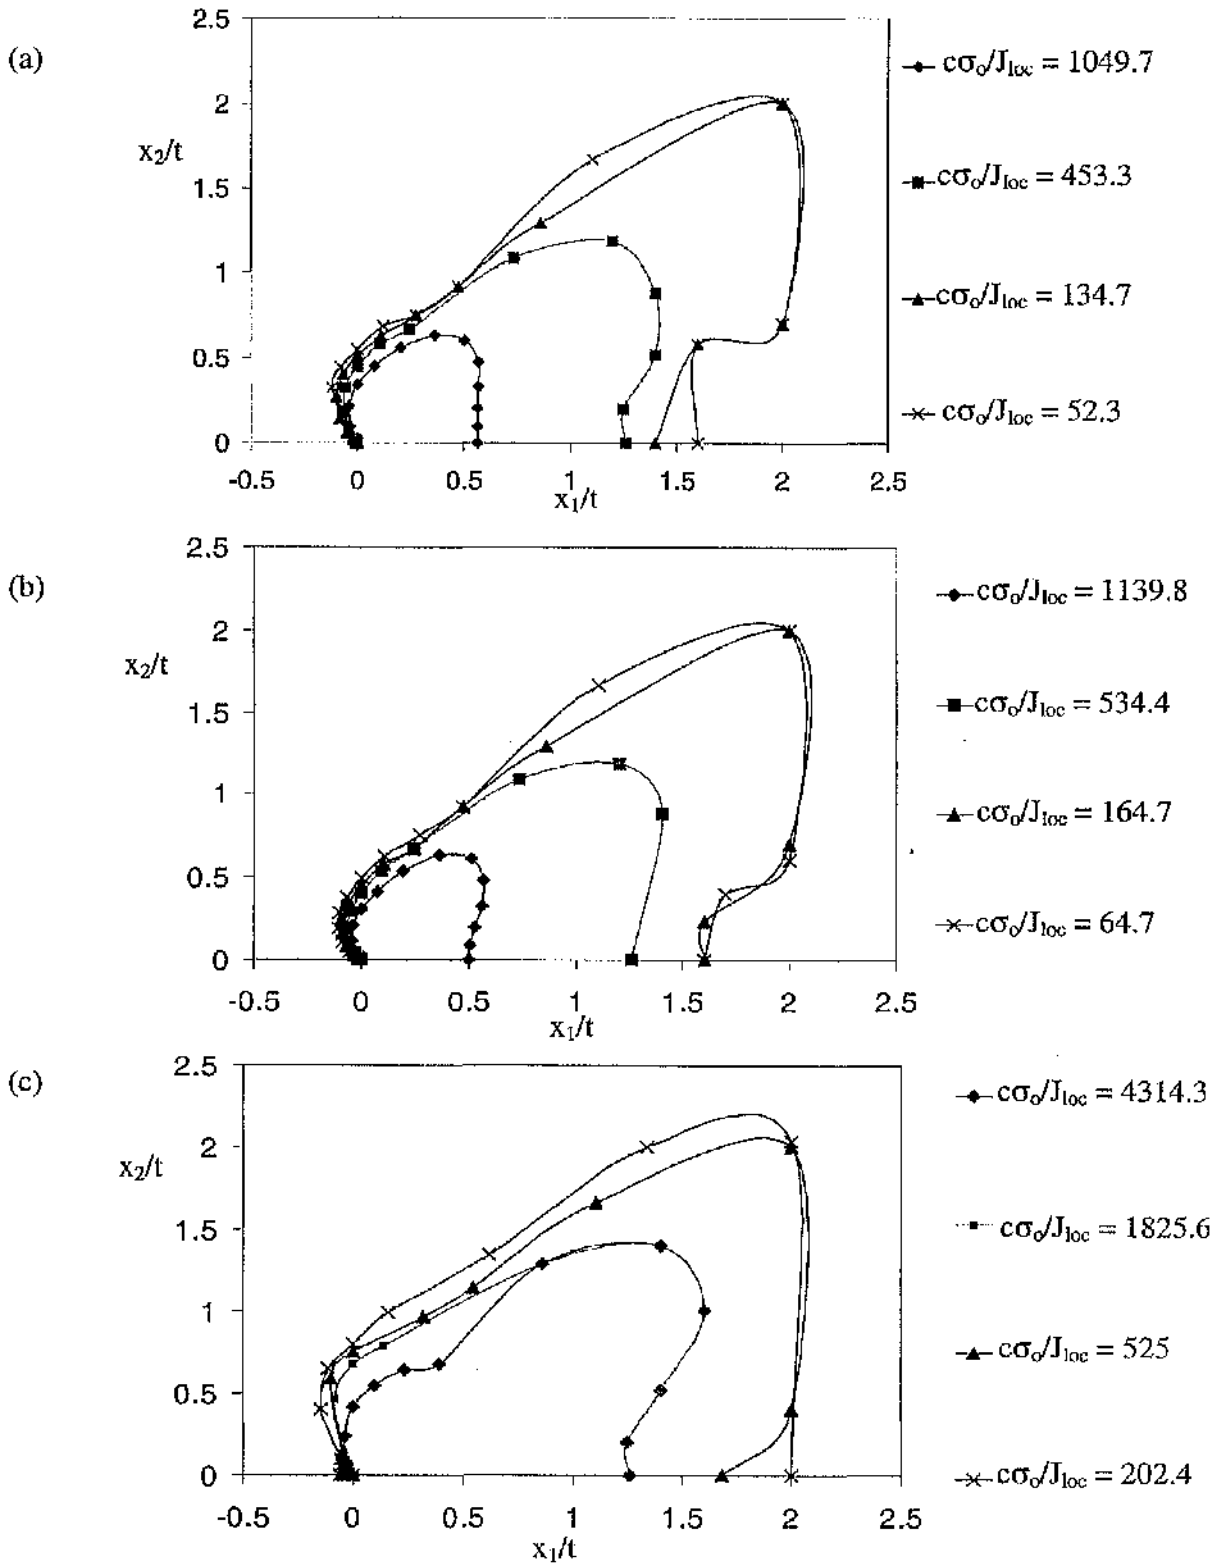 (a)
2.5
2
1.5
1
0.5
0
x₂/t
-0.5 0 0.5 1 1.5 2 2.5
x₁/t
cσₒ/Jₗₒc = 1049.7
cσₒ/Jₗₒc = 453.3
cσₒ/Jₗₒc = 134.7
cσₒ/Jₗₒc = 52.3
(b)
2.5
2
1.5
1
0.5
0
x₂/t
-0.5 0 0.5 1 1.5 2 2.5
x₁/t
cσₒ/Jₗₒc = 1139.8
cσₒ/Jₗₒc = 534.4
cσₒ/Jₗₒc = 164.7
cσₒ/Jₗₒc = 64.7
(c)
2.5
2
1.5
1
0.5
0
x₂/t
-0.5 0 0.5 1 1.5 2 2.5
x₁/t
cσₒ/Jₗₒc = 4314.3
cσₒ/Jₗₒc = 1825.6
cσₒ/Jₗₒc = 525
cσₒ/Jₗₒc = 202.4